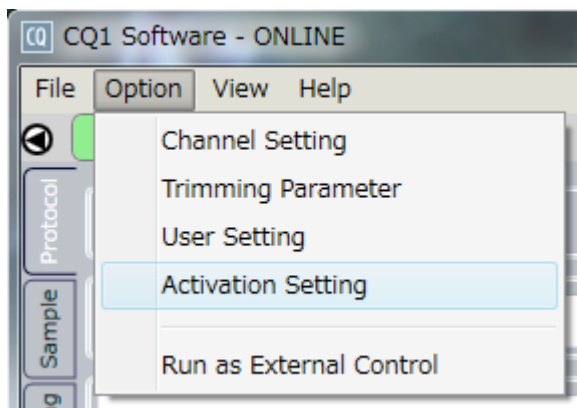 CQ CQ1 Software - ONLINE
File Option View Help
Channel Setting
Trimming Parameter
User Setting
Activation Setting
Run as External Control
Protocol
Sample